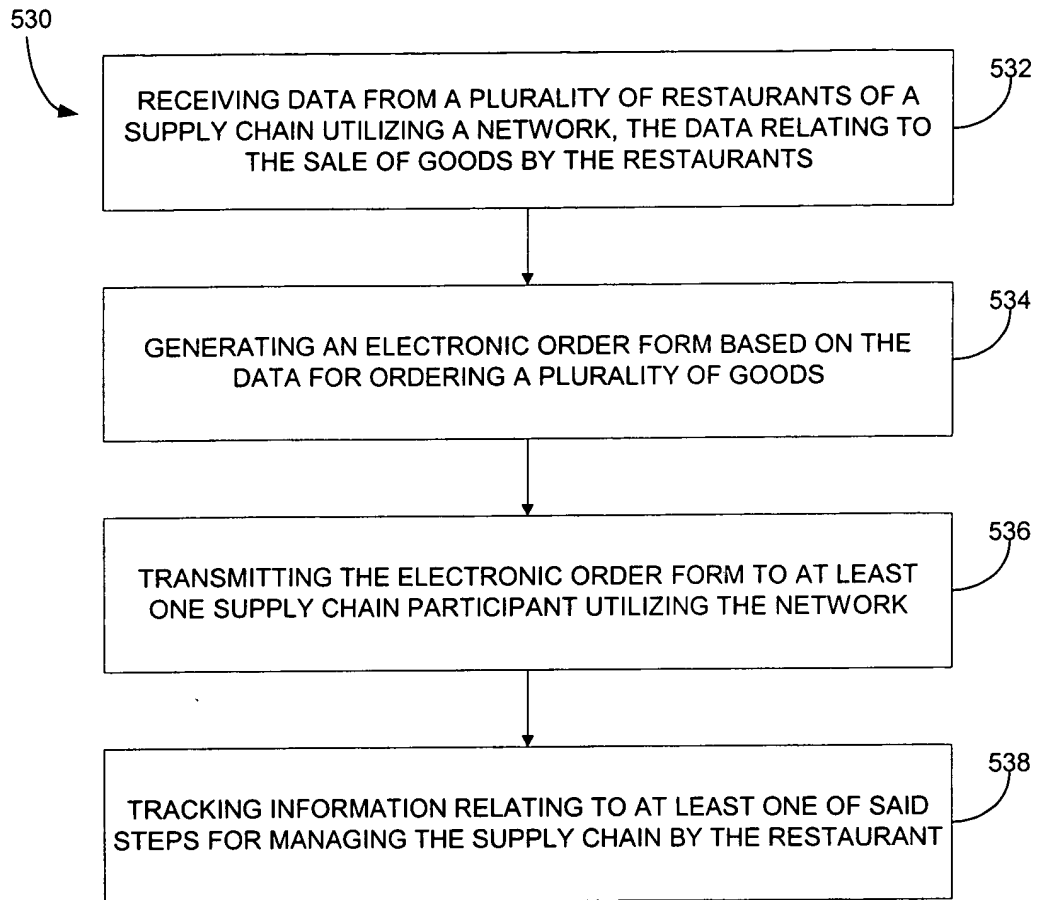 530
532
RECEIVING DATA FROM A PLURALITY OF RESTAURANTS OF A
SUPPLY CHAIN UTILIZING A NETWORK, THE DATA RELATING TO
THE SALE OF GOODS BY THE RESTAURANTS
534
GENERATING AN ELECTRONIC ORDER FORM BASED ON THE
DATA FOR ORDERING A PLURALITY OF GOODS
536
TRANSMITTING THE ELECTRONIC ORDER FORM TO AT LEAST
ONE SUPPLY CHAIN PARTICIPANT UTILIZING THE NETWORK
538
TRACKING INFORMATION RELATING TO AT LEAST ONE OF SAID
STEPS FOR MANAGING THE SUPPLY CHAIN BY THE RESTAURANT